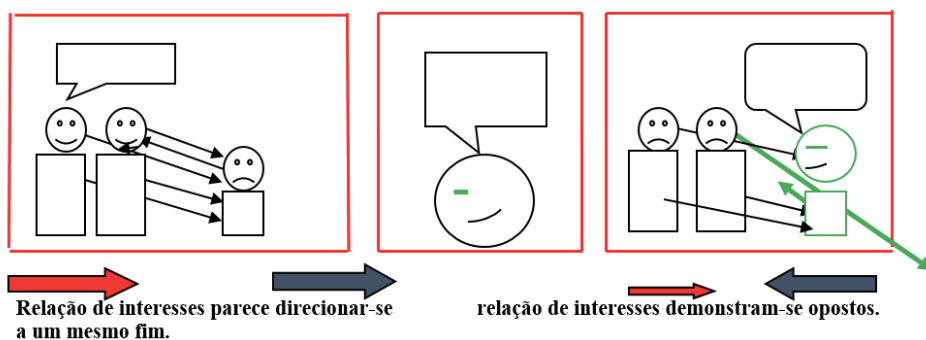 Relação de interesses parece direcionar-se
a um mesmo fim.
relação de interesses demonstram-se opostos.